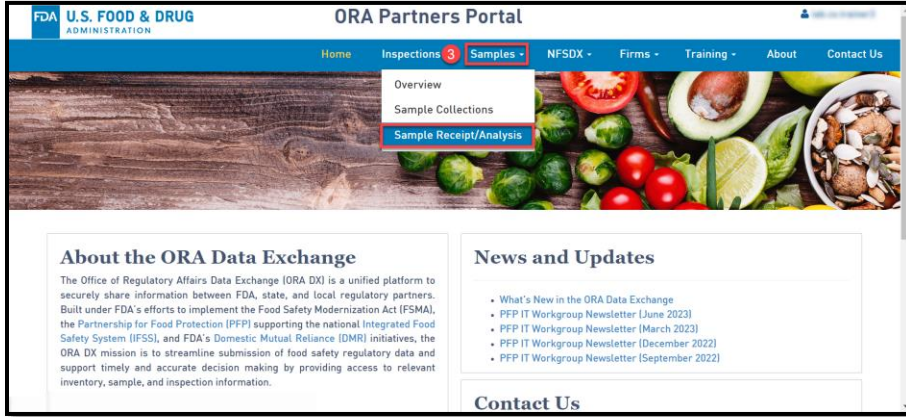 FDA U.S. FOOD & DRUG
ADMINISTRATION
ORA Partners Portal
Home Inspections 3 Samples NFSDX Firms Training About Contact Us
Overview
Sample Collections
Sample Receipt/Analysis
About the ORA Data Exchange
The Office of Regulatory Affairs Data Exchange (ORA DX) is a unified platform to
securely share information between FDA, state, and local regulatory partners.
Built under FDA's efforts to implement the Food Safety Modernization Act (FSMA),
the Partnership for Food Protection (PFP) supporting the national Integrated Food
Safety System (IFSS), and FDA's Domestic Mutual Reliance (DMR) initiatives, the
ORA DX mission is to streamline submission of food safety regulatory data and
support timely and accurate decision making by providing access to relevant
inventory, sample, and inspection information.
News and Updates
• What's New in the ORA Data Exchange
• PFP IT Workgroup Newsletter (June 2023)
• PFP IT Workgroup Newsletter (March 2023)
• PFP IT Workgroup Newsletter (December 2022)
• PFP IT Workgroup Newsletter (September 2022)
Contact Us